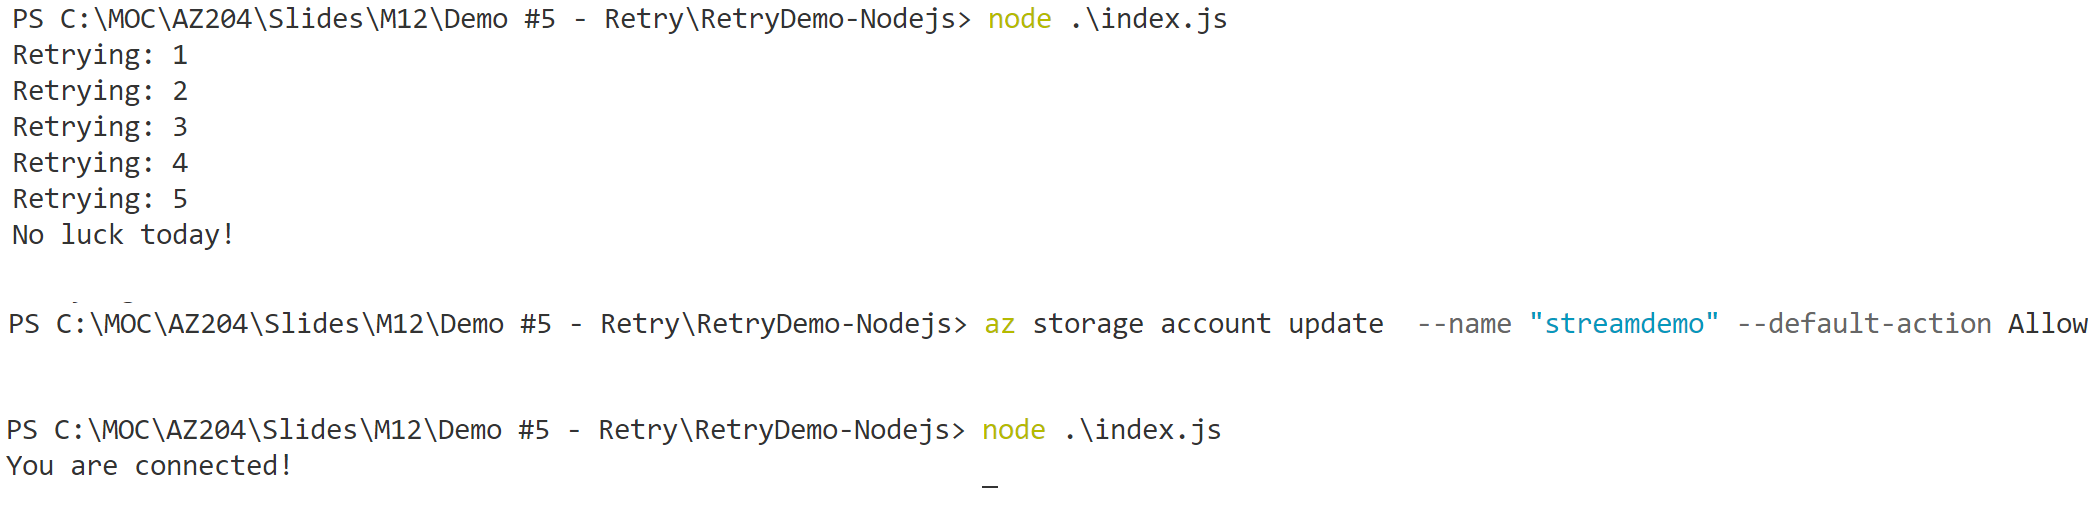 PS C:\MOC\AZ204\Slides\M12\Demo #5 - Retry\RetryDemo-Nodejs> node .\index.js
Retrying: 1
Retrying: 2
Retrying: 3
Retrying: 4
Retrying: 5
No luck today!
PS C:\MOC\AZ204\Slides\M12\Demo #5 - Retry\RetryDemo-Nodejs> az storage account update  --name "streamdemo" --default-action Allow
PS C:\MOC\AZ204\Slides\M12\Demo #5 - Retry\RetryDemo-Nodejs> node .\index.js
You are connected!